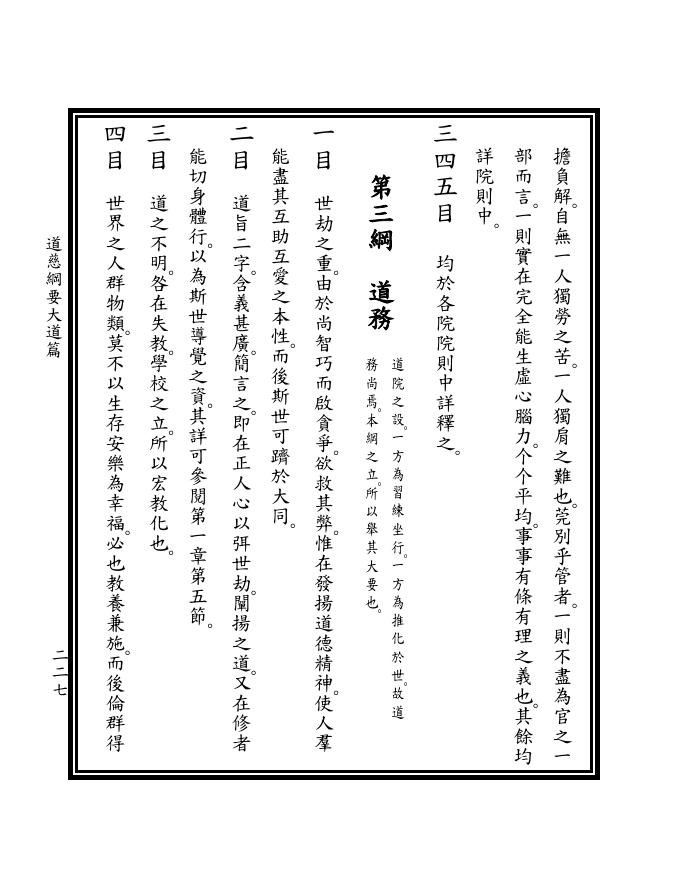 擔負解。自無一人獨勞之苦。一人獨肩之難也。莞別乎管者。一則不盡為官之一
部而言。一則實在完全能生虛心腦力。个个平均。事事有條有理之義也。其餘均
詳院則中。
三四五目 均於各院院則中詳釋之。
第三綱 道務
道院之設。一方為習練坐行。一方為推化於世。故道
務尚焉。本綱之立。所以舉其大要也。
一目 世劫之重。由於尚智巧而啟貪爭。欲救其弊。惟在發揚道德精神。使人羣
能盡其互助互愛之本性。而後斯世可躋於大同。
二目 道旨二字。含義甚廣。簡言之。即在正人心以弭世劫。闡揚之道。又在修者
能切身體行。以為斯世導覺之資。其詳可參閱第一章第五節。
三目 道之不明。咎在失教。學校之立。所以宏教化也。
四目 世界之人群物類。莫不以生存安樂為幸福。必也教養兼施。而後倫群得
道慈綱要大道篇
二二七